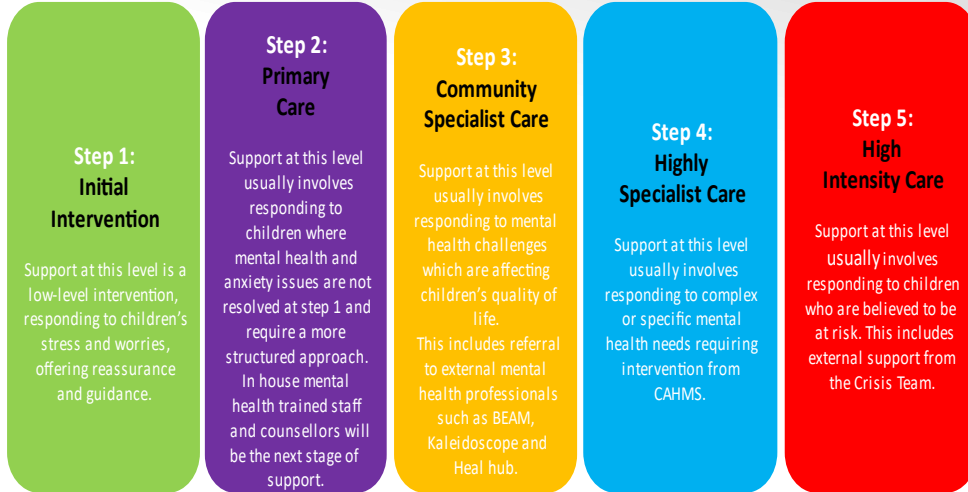 Step 1:
Initial
Intervention
Support at this level is a
low-level intervention,
responding to children's
stress and worries,
offering reassurance
and guidance.
Step 2:
Primary
Care
Support at this level
usually involves
responding to
children where
mental health and
anxiety issues are not
resolved at step 1 and
require a more
structured approach.
In house mental
health trained staff
and counsellors will
be the next stage of
support.
Step 3:
Community
Specialist Care
Support at this level
usually involves
responding to mental
health challenges
which are affecting
children's quality of
life.
This includes referral
to external mental
health professionals
such as BEAM,
Kaleidoscope and
Heal hub.
Step 4:
Highly
Specialist Care
Support at this level
usually involves
responding to complex
or specific mental
health needs requiring
intervention from
CAHMS.
Step 5:
High
Intensity Care
Support at this level
usually involves
responding to children
who are believed to be
at risk. This includes
external support from
the Crisis Team.